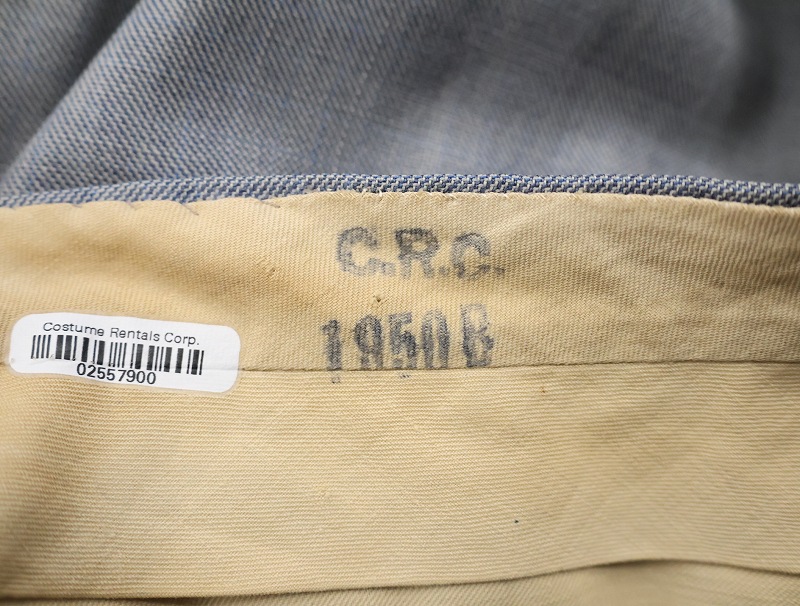 C.R.C.
1950B
Costume Rentals Corp.
02557900